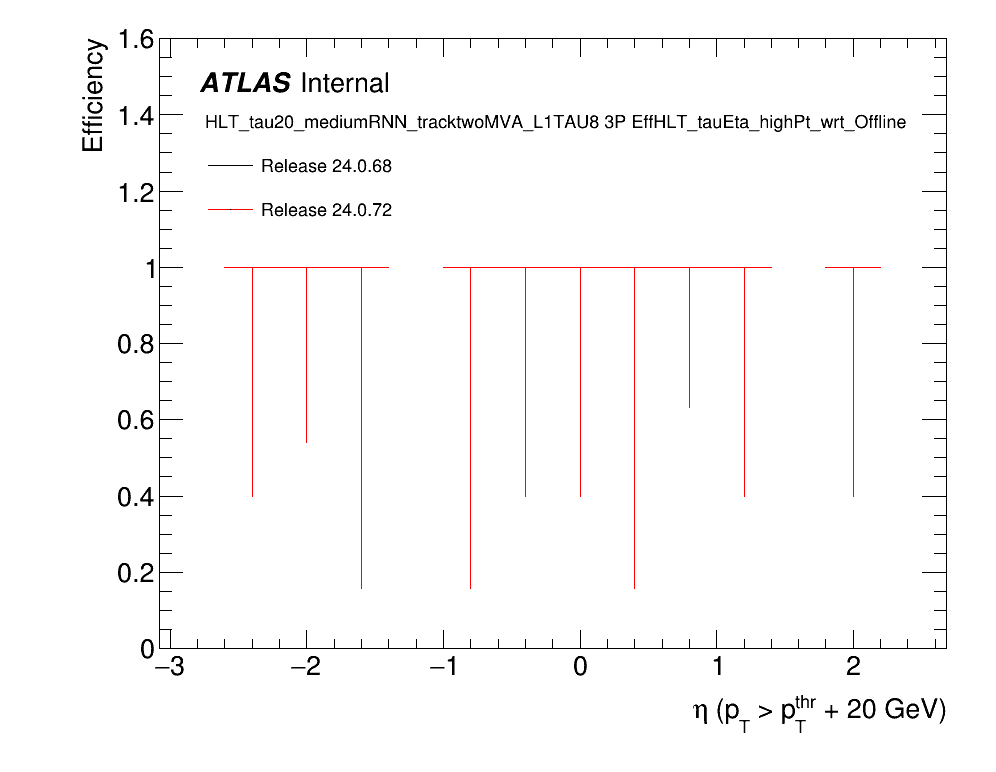 Efficiency
1.6
1.4
1.2
1
0.8
0.6
0.4
0.2
0
ATLAS Internal
HLT_tau20_mediumRNN_tracktwoMVA_L1TAU8 3P EffHLT_tauEta_highPt_wrt_Offline
Release 24.0.68
Release 24.0.72
−3 −2 −1 0 1 2
η (p_T > p_T^thr + 20 GeV)